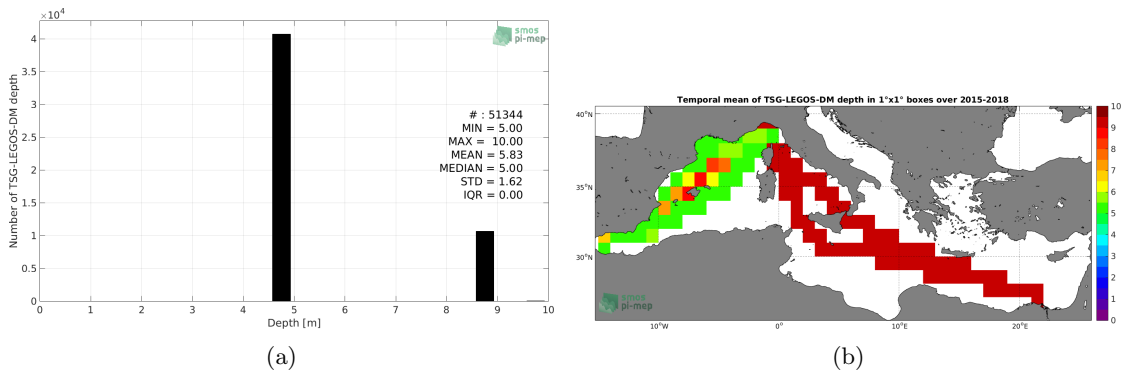 ×10⁴
4
3.5
3
2.5
2
1.5
1
0.5
0
Number of TSG-LEGOS-DM depth
smos
pi-mep
# : 51344
MIN = 5.00
MAX = 10.00
MEAN = 5.83
MEDIAN = 5.00
STD = 1.62
IQR = 0.00
0 1 2 3 4 5 6 7 8 9 10
Depth [m]
(a)
Temporal mean of TSG-LEGOS-DM depth in 1°x1° boxes over 2015-2018
40°N
35°N
30°N
10°W 0° 10°E 20°E
smos
pi-mep
10
9
8
7
6
5
4
3
2
1
0
(b)